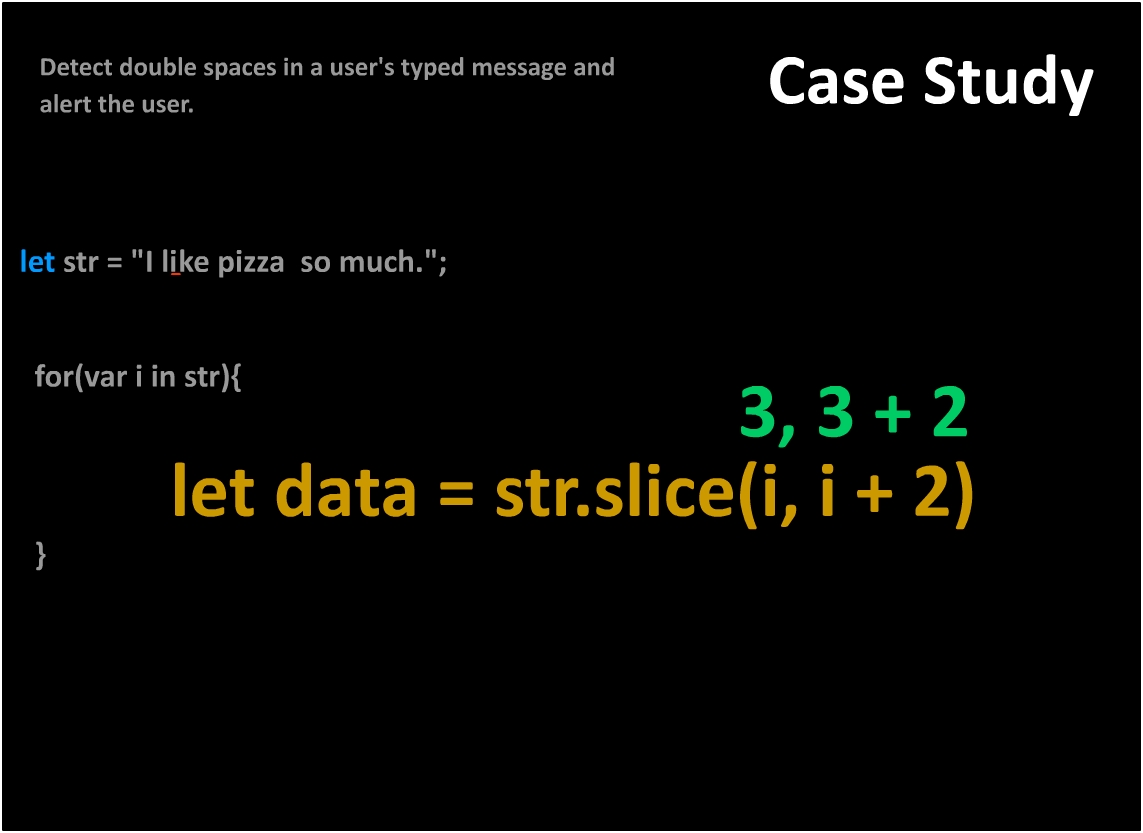 Detect double spaces in a user's typed message and
alert the user.
Case Study
let str = "I like pizza  so much.";
for(var i in str){
3, 3 + 2
let data = str.slice(i, i + 2)
}